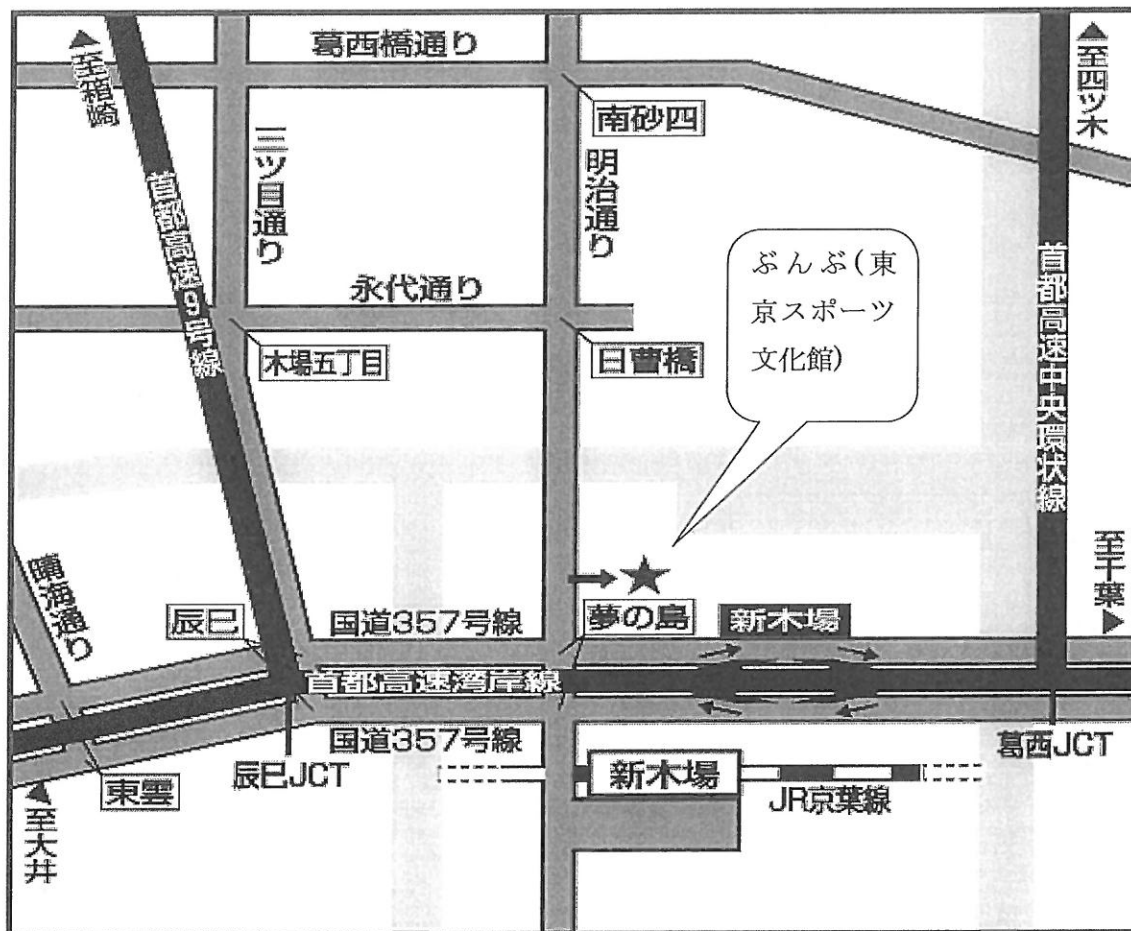 葛西橋通り
至箱崎
至四ツ木
南砂四
三ツ目通り
明治通り
首都高速9号線
ぶんぶ(東
京スポーツ
文化館)
首都高速中央環状線
永代通り
木場五丁目
日曹橋
至千葉
晴海通り
辰巳
国道357号線
夢の島
新木場
首都高速湾岸線
国道357号線
葛西JCT
辰巳JCT
新木場
東雲
JR京葉線
至大井